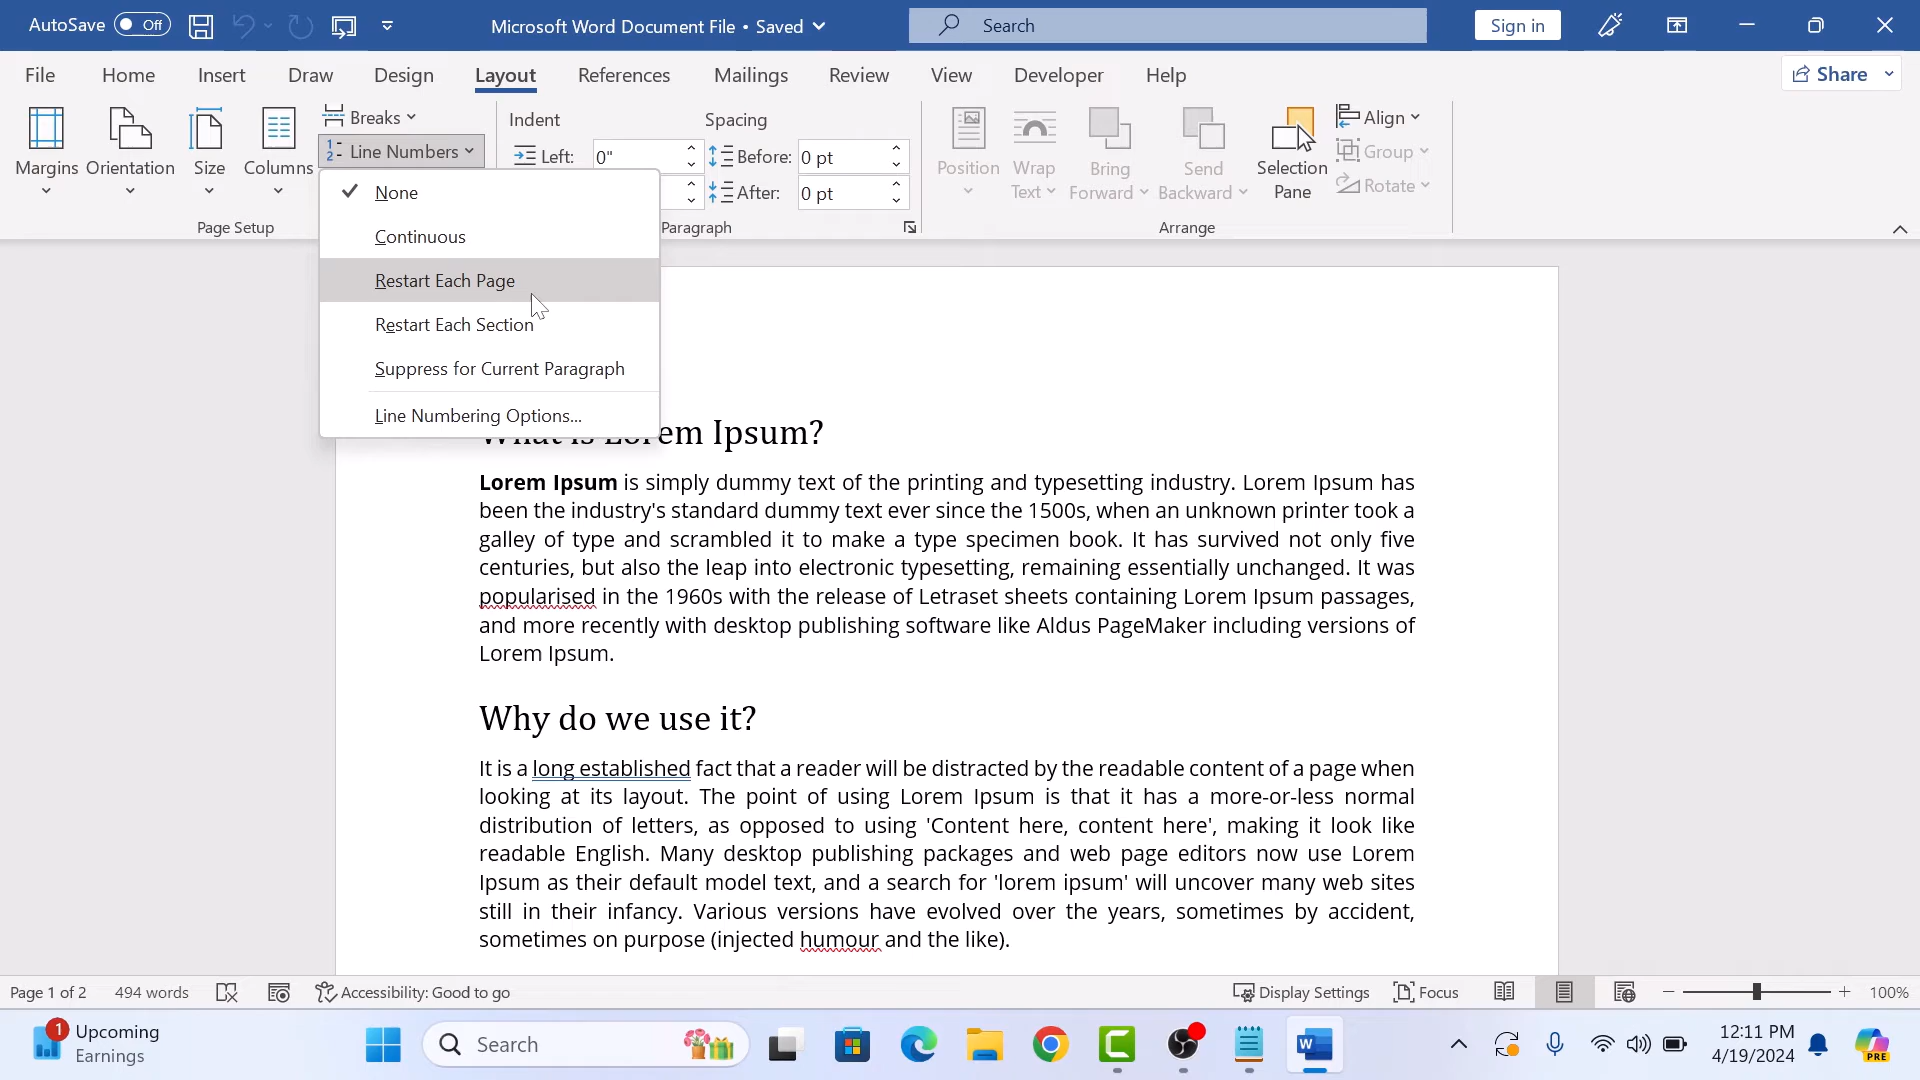 AutoSave Off Microsoft Word Document File • Saved Search Sign in
File Home Insert Draw Design Layout References Mailings Review View Developer Help Share
Margins Orientation Size Columns Breaks
Line Numbers
Page Setup
Indent Spacing
Left: 0" Before: 0 pt
After: 0 pt
Paragraph
Position Wrap Text Bring Forward Send Backward Selection Pane Align
Group
Rotate
Arrange
None
Continuous
Restart Each Page
Restart Each Section
Suppress for Current Paragraph
Line Numbering Options...
What is Lorem Ipsum?
Lorem Ipsum is simply dummy text of the printing and typesetting industry. Lorem Ipsum has
been the industry's standard dummy text ever since the 1500s, when an unknown printer took a
galley of type and scrambled it to make a type specimen book. It has survived not only five
centuries, but also the leap into electronic typesetting, remaining essentially unchanged. It was
popularised in the 1960s with the release of Letraset sheets containing Lorem Ipsum passages,
and more recently with desktop publishing software like Aldus PageMaker including versions of
Lorem Ipsum.
Why do we use it?
It is a long established fact that a reader will be distracted by the readable content of a page when
looking at its layout. The point of using Lorem Ipsum is that it has a more-or-less normal
distribution of letters, as opposed to using 'Content here, content here', making it look like
readable English. Many desktop publishing packages and web page editors now use Lorem
Ipsum as their default model text, and a search for 'lorem ipsum' will uncover many web sites
still in their infancy. Various versions have evolved over the years, sometimes by accident,
sometimes on purpose (injected humour and the like).
Page 1 of 2 494 words Accessibility: Good to go Display Settings Focus 100%
1 Upcoming
Earnings
Search
12:11 PM
4/19/2024
PRE